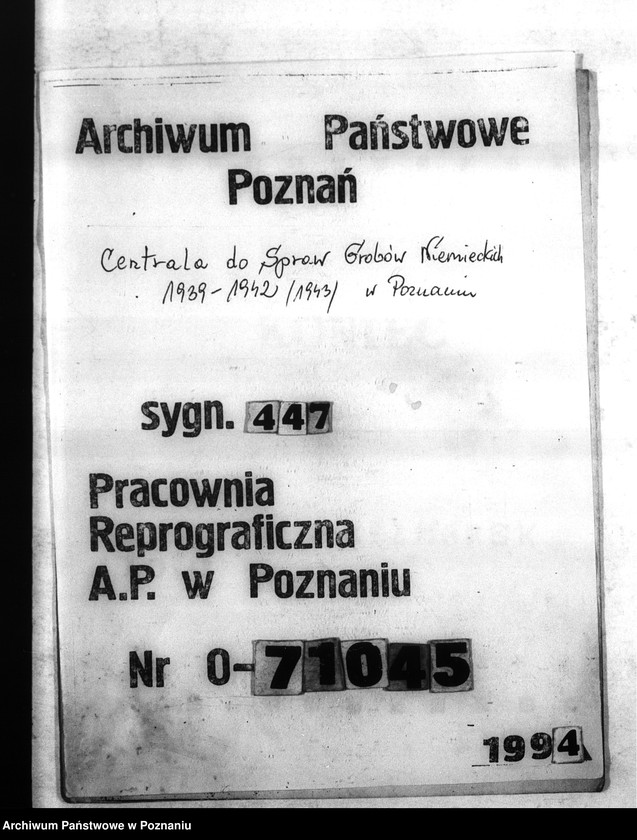 Archiwum Państwowe
Poznań
Centrala do Spraw Grobów Niemieckich
1939-1942 /1943/ w Poznaniu
sygn. 447
Pracownia
Reprograficzna
A.P. w Poznaniu
Nr 0-71045
1994
Archiwum Państwowe w Poznaniu